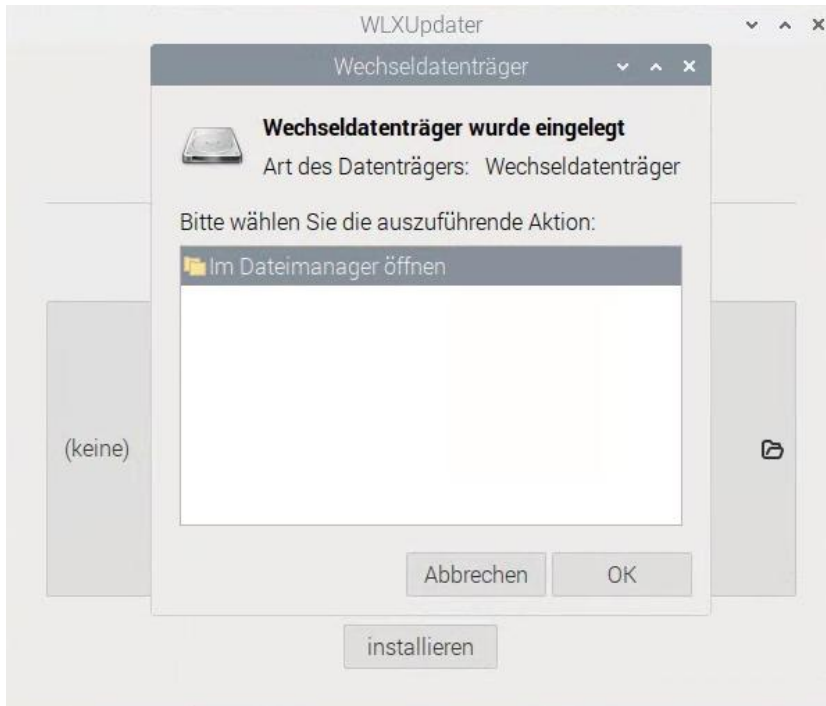 WLXUpdater
Wechseldatenträger
Wechseldatenträger wurde eingelegt
Art des Datenträgers: Wechseldatenträger
Bitte wählen Sie die auszuführende Aktion:
Im Dateimanager öffnen
(keine)
Abbrechen
OK
installieren